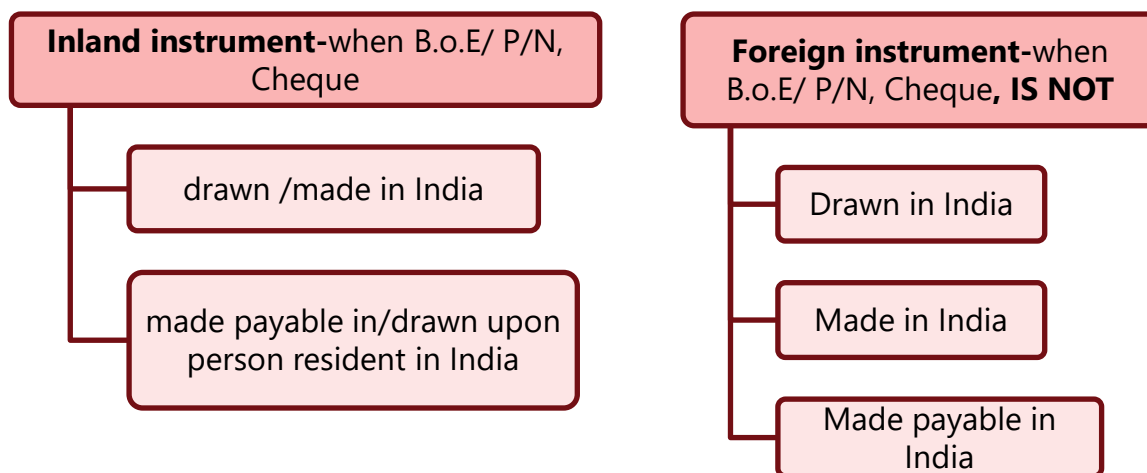 Inland instrument-when B.o.E/ P/N,
Cheque
drawn /made in India
made payable in/drawn upon
person resident in India
Foreign instrument-when
B.o.E/ P/N, Cheque, IS NOT
Drawn in India
Made in India
Made payable in
India